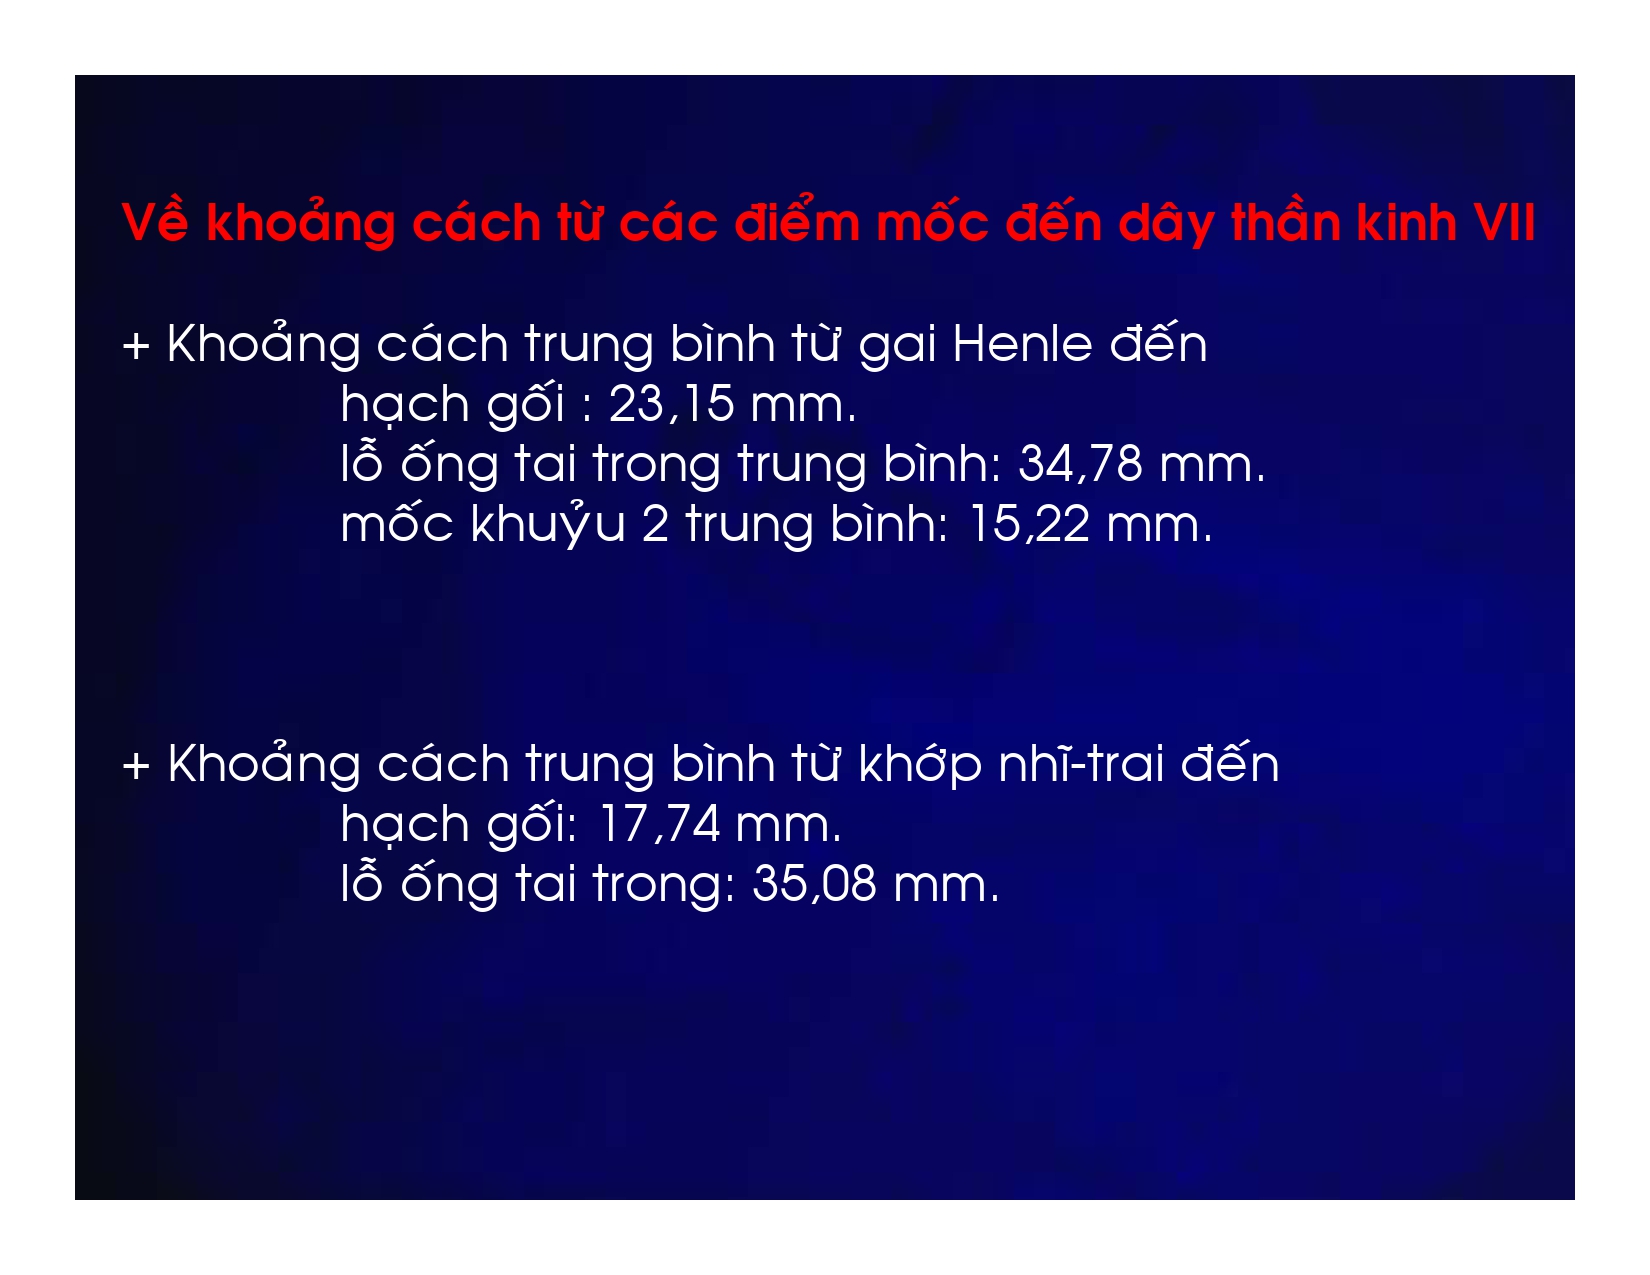 Về khoảng cách từ các điểm mốc đến dây thần kinh VII
+ Khoảng cách trung bình từ gai Henle đến
hạch gối : 23,15 mm.
lỗ ống tai trong trung bình: 34,78 mm.
mốc khuỷu 2 trung bình: 15,22 mm.
+ Khoảng cách trung bình từ khớp nhĩ-trai đến
hạch gối: 17,74 mm.
lỗ ống tai trong: 35,08 mm.